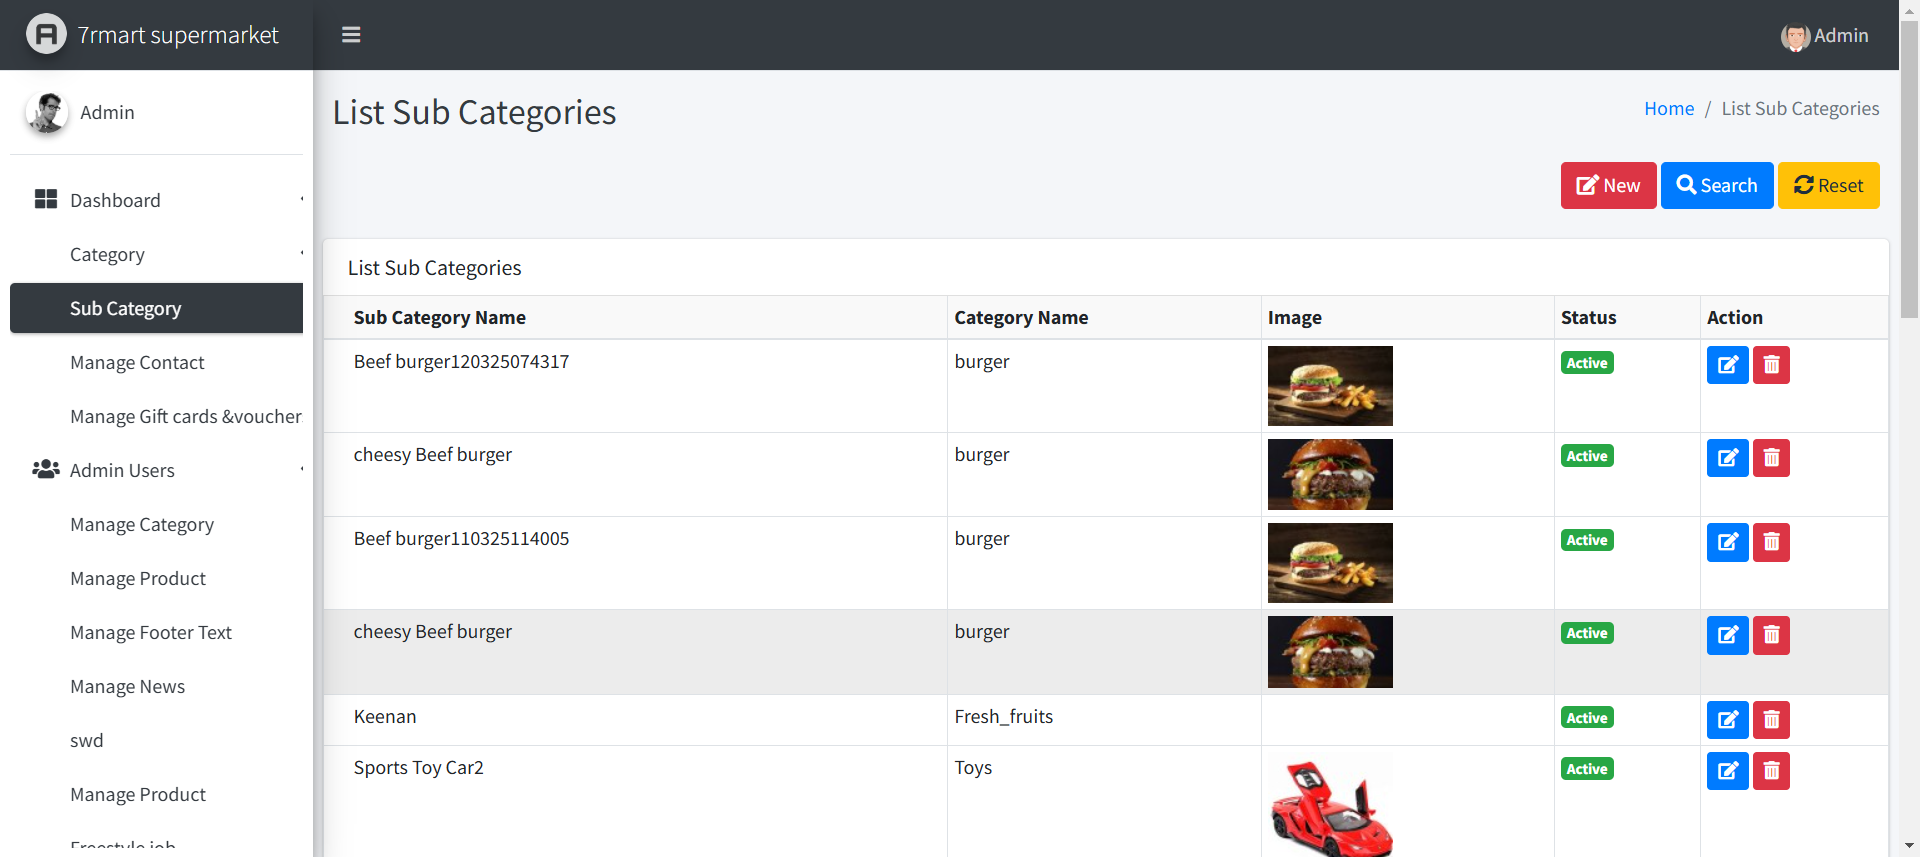 7rmart supermarket
Admin
Admin
Dashboard
Category
Sub Category
Manage Contact
Manage Gift cards &voucher
Admin Users
Manage Category
Manage Product
Manage Footer Text
Manage News
swd
Manage Product
Freestyle job
List Sub Categories
Home / List Sub Categories
New Search Reset
List Sub Categories
Sub Category Name Category Name Image Status Action
Beef burger120325074317 burger Active
cheesy Beef burger burger Active
Beef burger110325114005 burger Active
cheesy Beef burger burger Active
Keenan Fresh_fruits Active
Sports Toy Car2 Toys Active